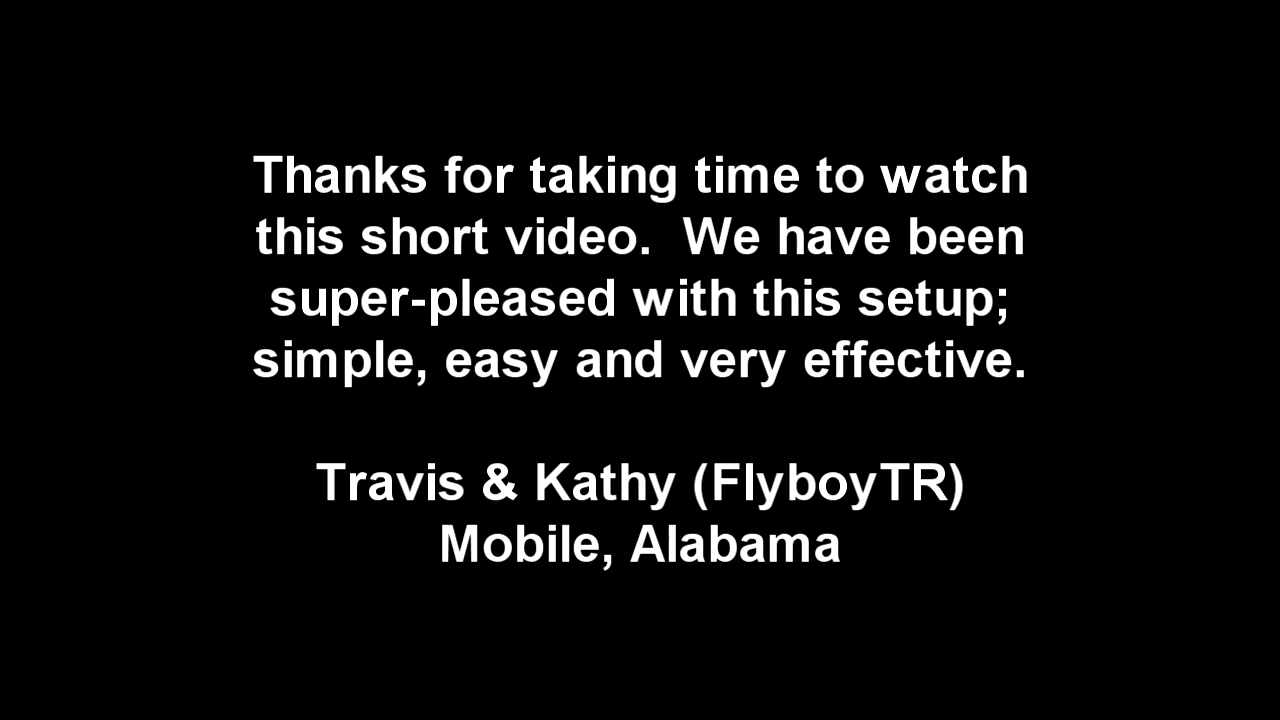 Thanks for taking time to watch
this short video.  We have been
super-pleased with this setup;
simple, easy and very effective.
Travis & Kathy (FlyboyTR)
Mobile, Alabama